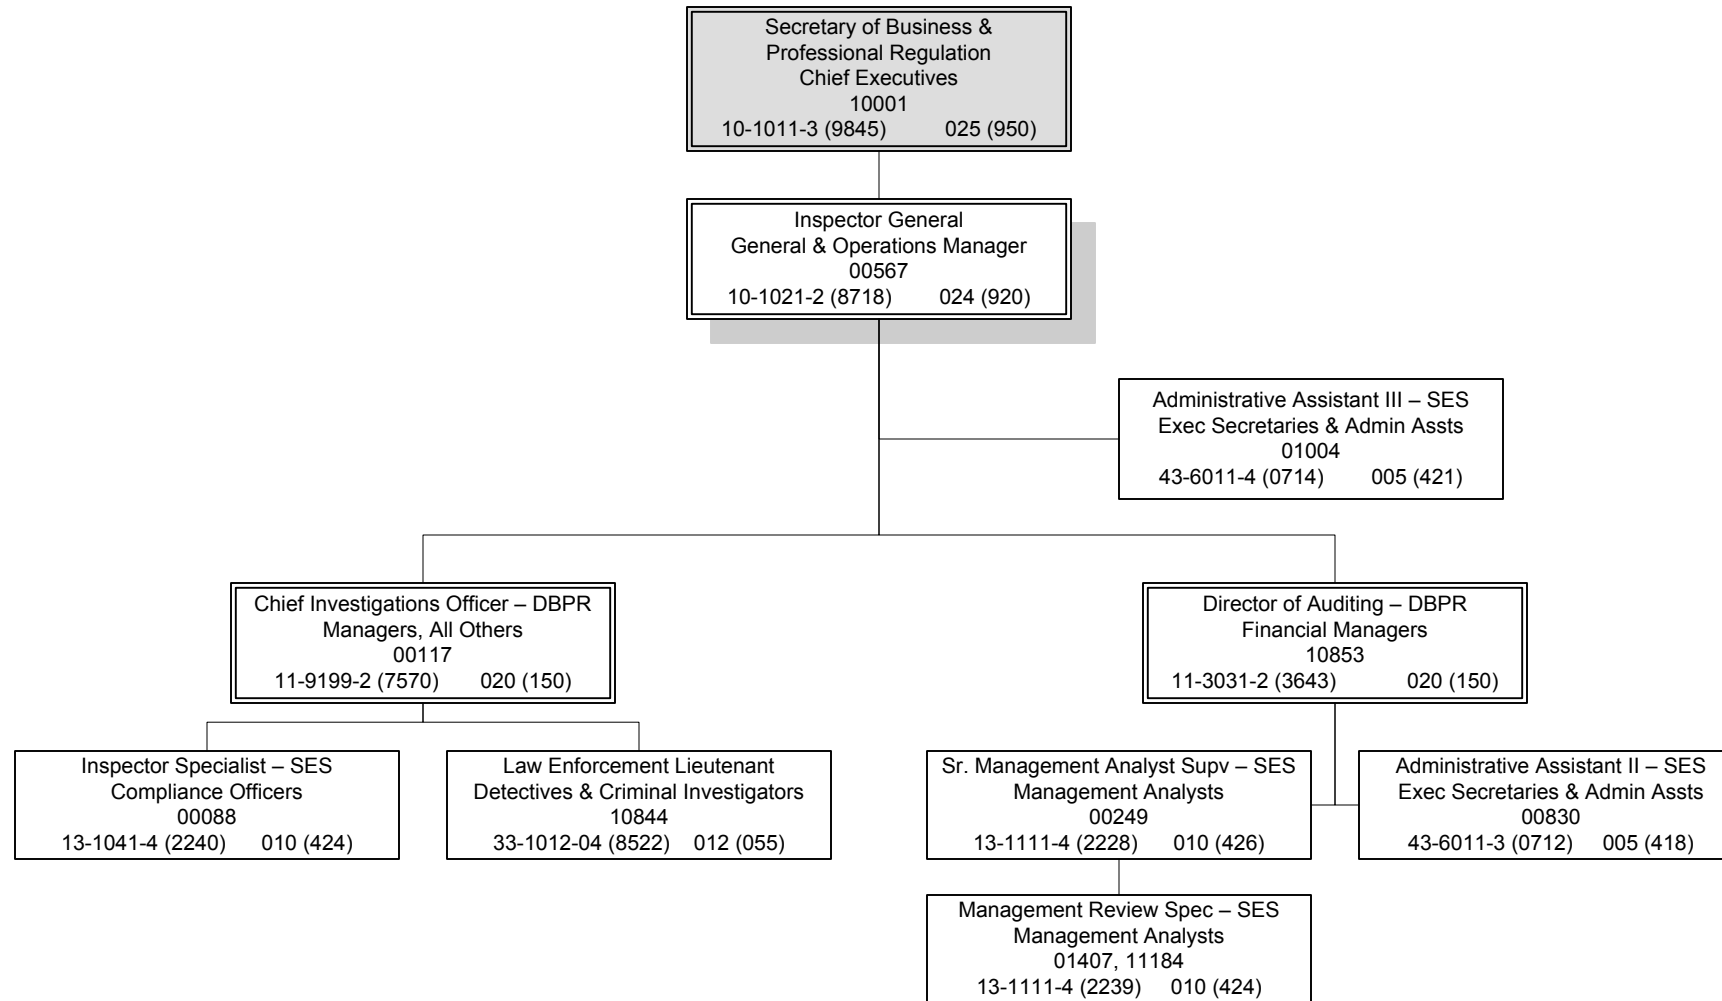 Secretary of Business &
Professional Regulation
Chief Executives
10001
10-1011-3 (9845) 025 (950)
Inspector General
General & Operations Manager
00567
10-1021-2 (8718) 024 (920)
Administrative Assistant III – SES
Exec Secretaries & Admin Assts
01004
43-6011-4 (0714) 005 (421)
Chief Investigations Officer – DBPR
Managers, All Others
00117
11-9199-2 (7570) 020 (150)
Director of Auditing – DBPR
Financial Managers
10853
11-3031-2 (3643) 020 (150)
Inspector Specialist – SES
Compliance Officers
00088
13-1041-4 (2240) 010 (424)
Law Enforcement Lieutenant
Detectives & Criminal Investigators
10844
33-1012-04 (8522) 012 (055)
Sr. Management Analyst Supv – SES
Management Analysts
00249
13-1111-4 (2228) 010 (426)
Administrative Assistant II – SES
Exec Secretaries & Admin Assts
00830
43-6011-3 (0712) 005 (418)
Management Review Spec – SES
Management Analysts
01407, 11184
13-1111-4 (2239) 010 (424)